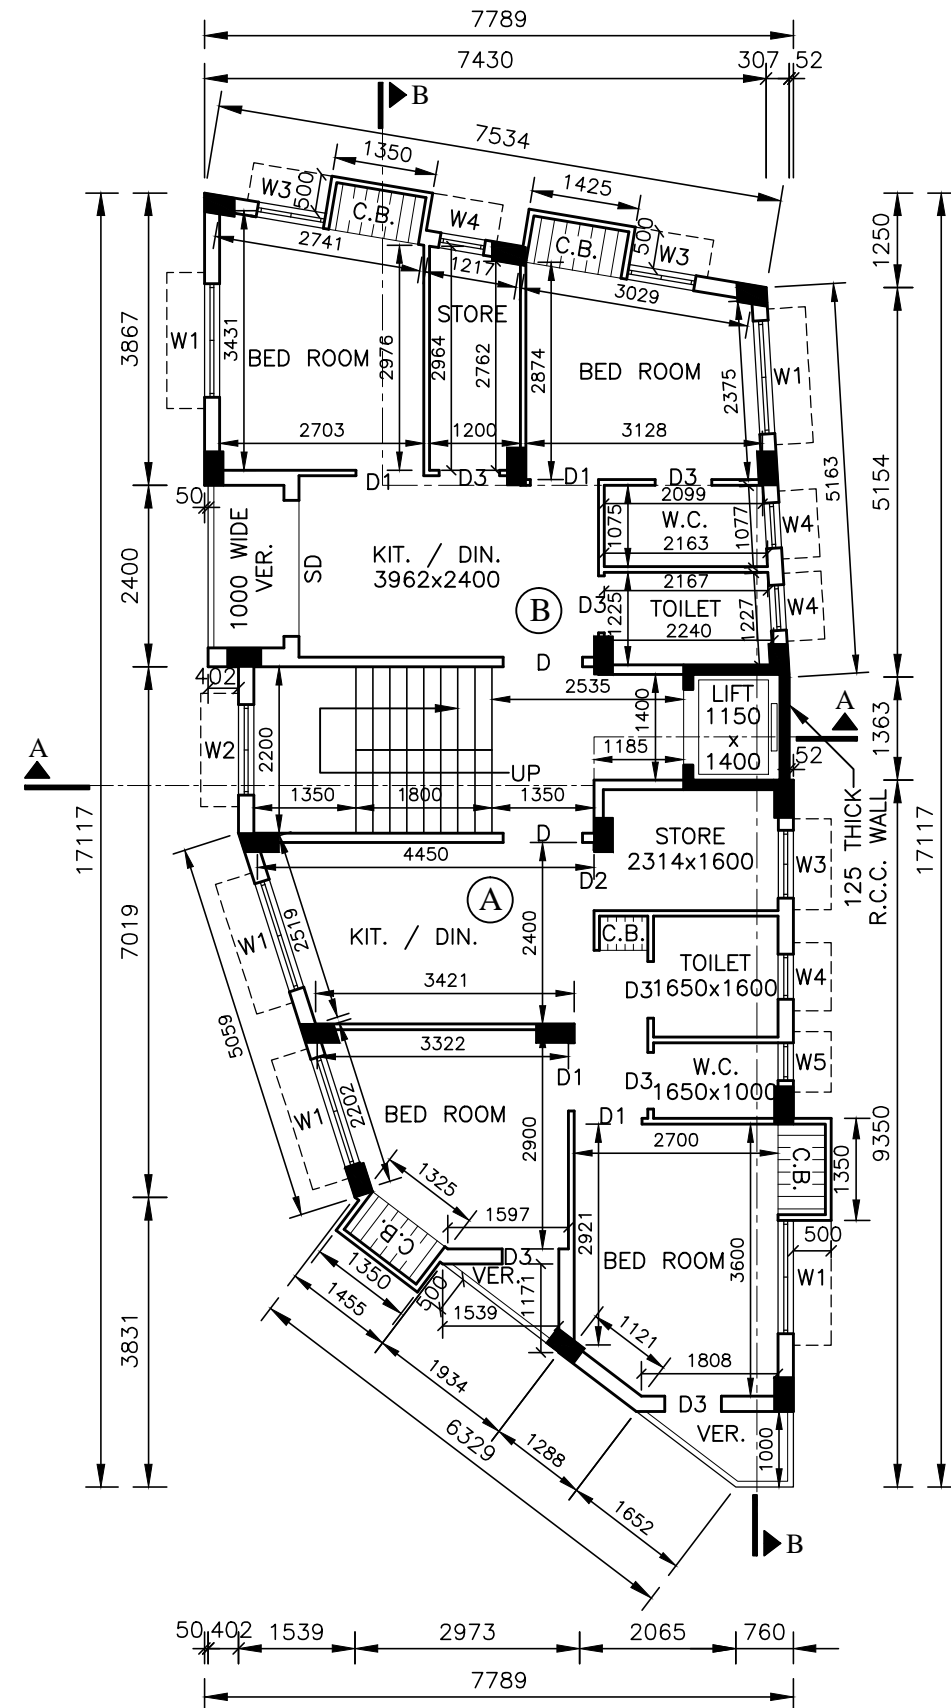 7789
7430 307 52
B
7534
1350
1425
W3
500
C.B.
W4
C.B.
500
W3
2741
1217
3029
1250
3867
W1
3431
BED ROOM
2976
2964
STORE
2762
2874
BED ROOM
2375
W1
5163
5154
2703
1200
3128
D1
D3
D1
D3
50
2099
W.C.
1075
1077
W4
2163
2400
1000 WIDE
VER.
SD
KIT. / DIN.
3962x2400
B
D3
2167
1225
TOILET
1227
W4
2240
D
402
2535
LIFT
1150
x
1400
A
1363
A
W2
2200
1400
1185
52
UP
1350
1800
1350
17117
17117
D
STORE
2314x1600
125 THICK
R.C.C. WALL
W3
4450
D2
A
7019
W1
2519
KIT. / DIN.
2400
C.B.
TOILET
D3
1650x1600
W4
3421
5059
3322
D1
W.C.
D3
1650x1000
W5
W1
2202
BED ROOM
D1
2900
2700
C.B.
1350
9350
1325
1597
2921
3600
500
C.B.
D3
VER.
BED ROOM
W1
1350
500
1171
1455
1539
3831
1121
1808
1934
D3
VER.
1000
6329
1288
1652
B
50 402 1539 2973 2065 760
7789